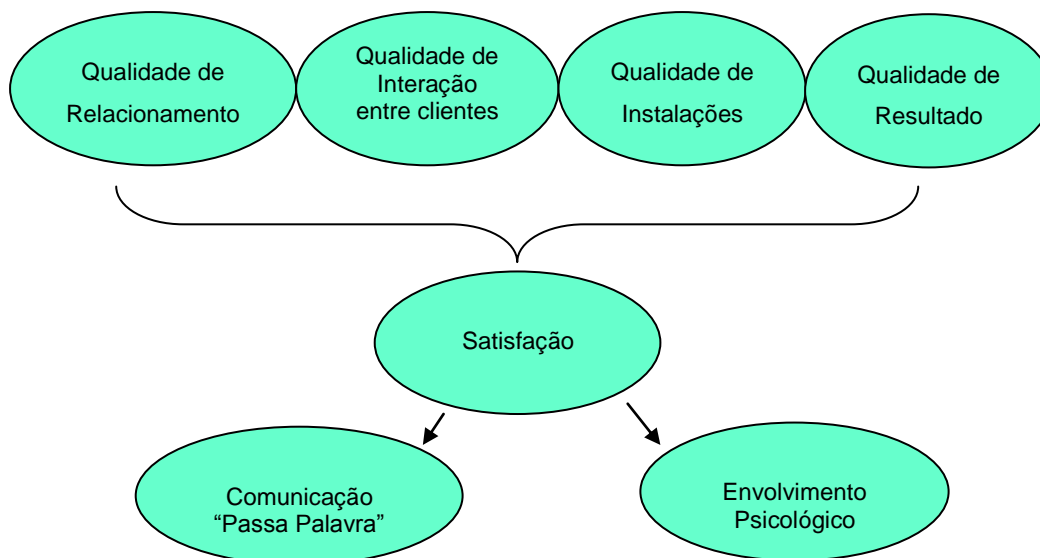 Qualidade de
Relacionamento
Qualidade de
Interação
entre clientes
Qualidade de
Instalações
Qualidade de
Resultado
Satisfação
Comunicação
“Passa Palavra”
Envolvimento
Psicológico